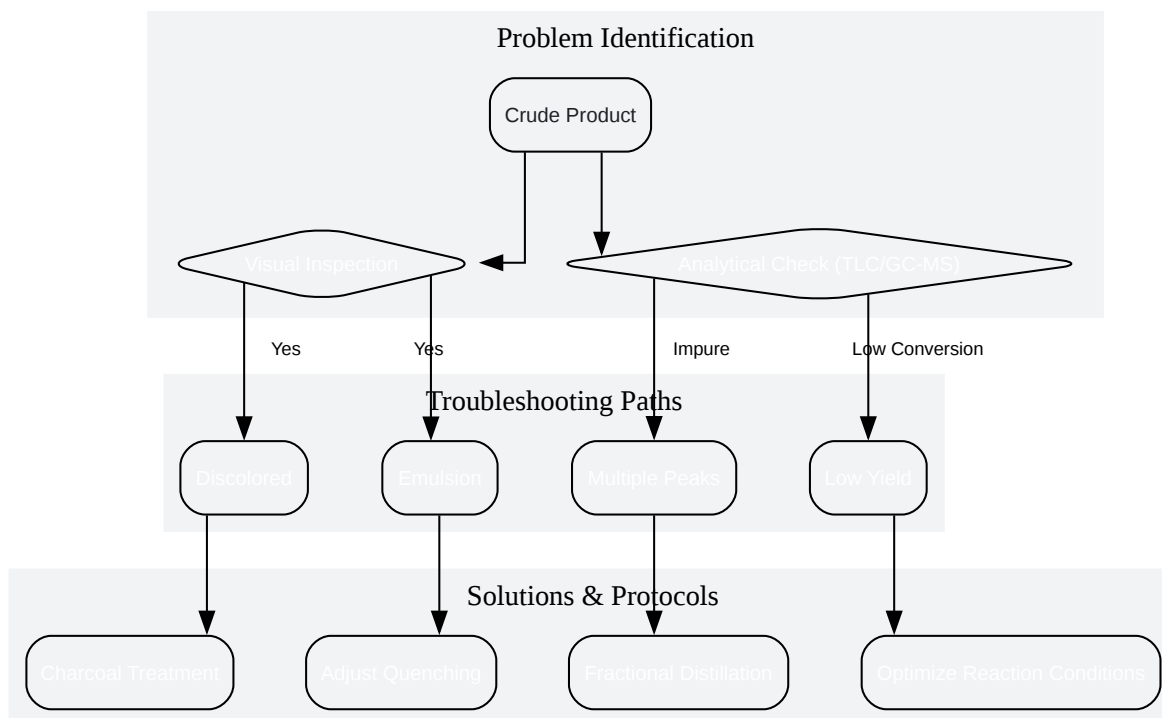 Problem Identification
Crude Product
Visual Inspection
Analytical Check (TLC/GC-MS)
Yes
Yes
Impure
Low Conversion
Troubleshooting Paths
Discolored
Emulsion
Multiple Peaks
Low Yield
Solutions & Protocols
Charcoal Treatment
Adjust Quenching
Fractional Distillation
Optimize Reaction Conditions